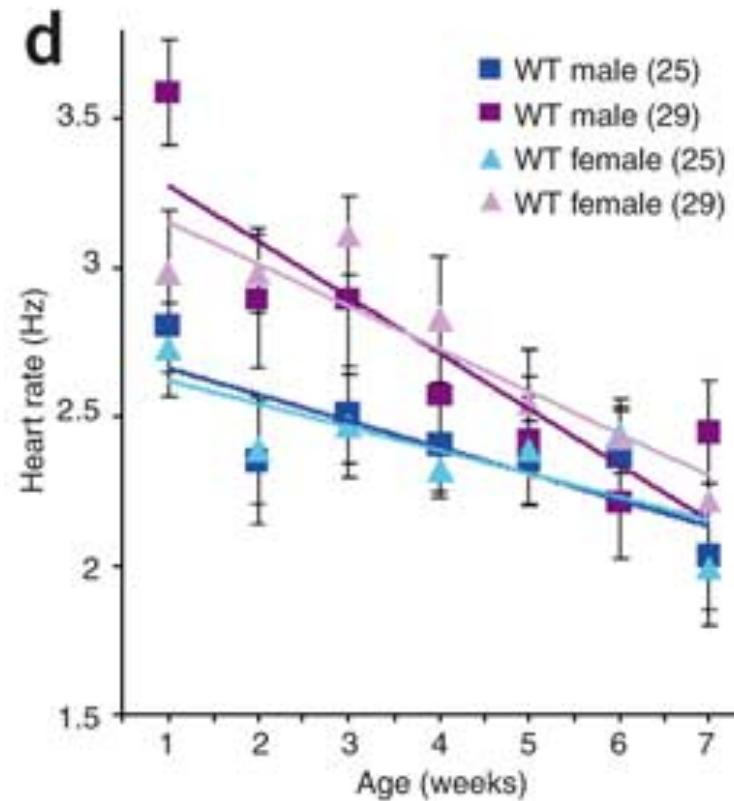 d
WT male (25)
WT male (29)
WT female (25)
WT female (29)
3.5
3
2.5
2
1.5
Heart rate (Hz)
1 2 3 4 5 6 7
Age (weeks)